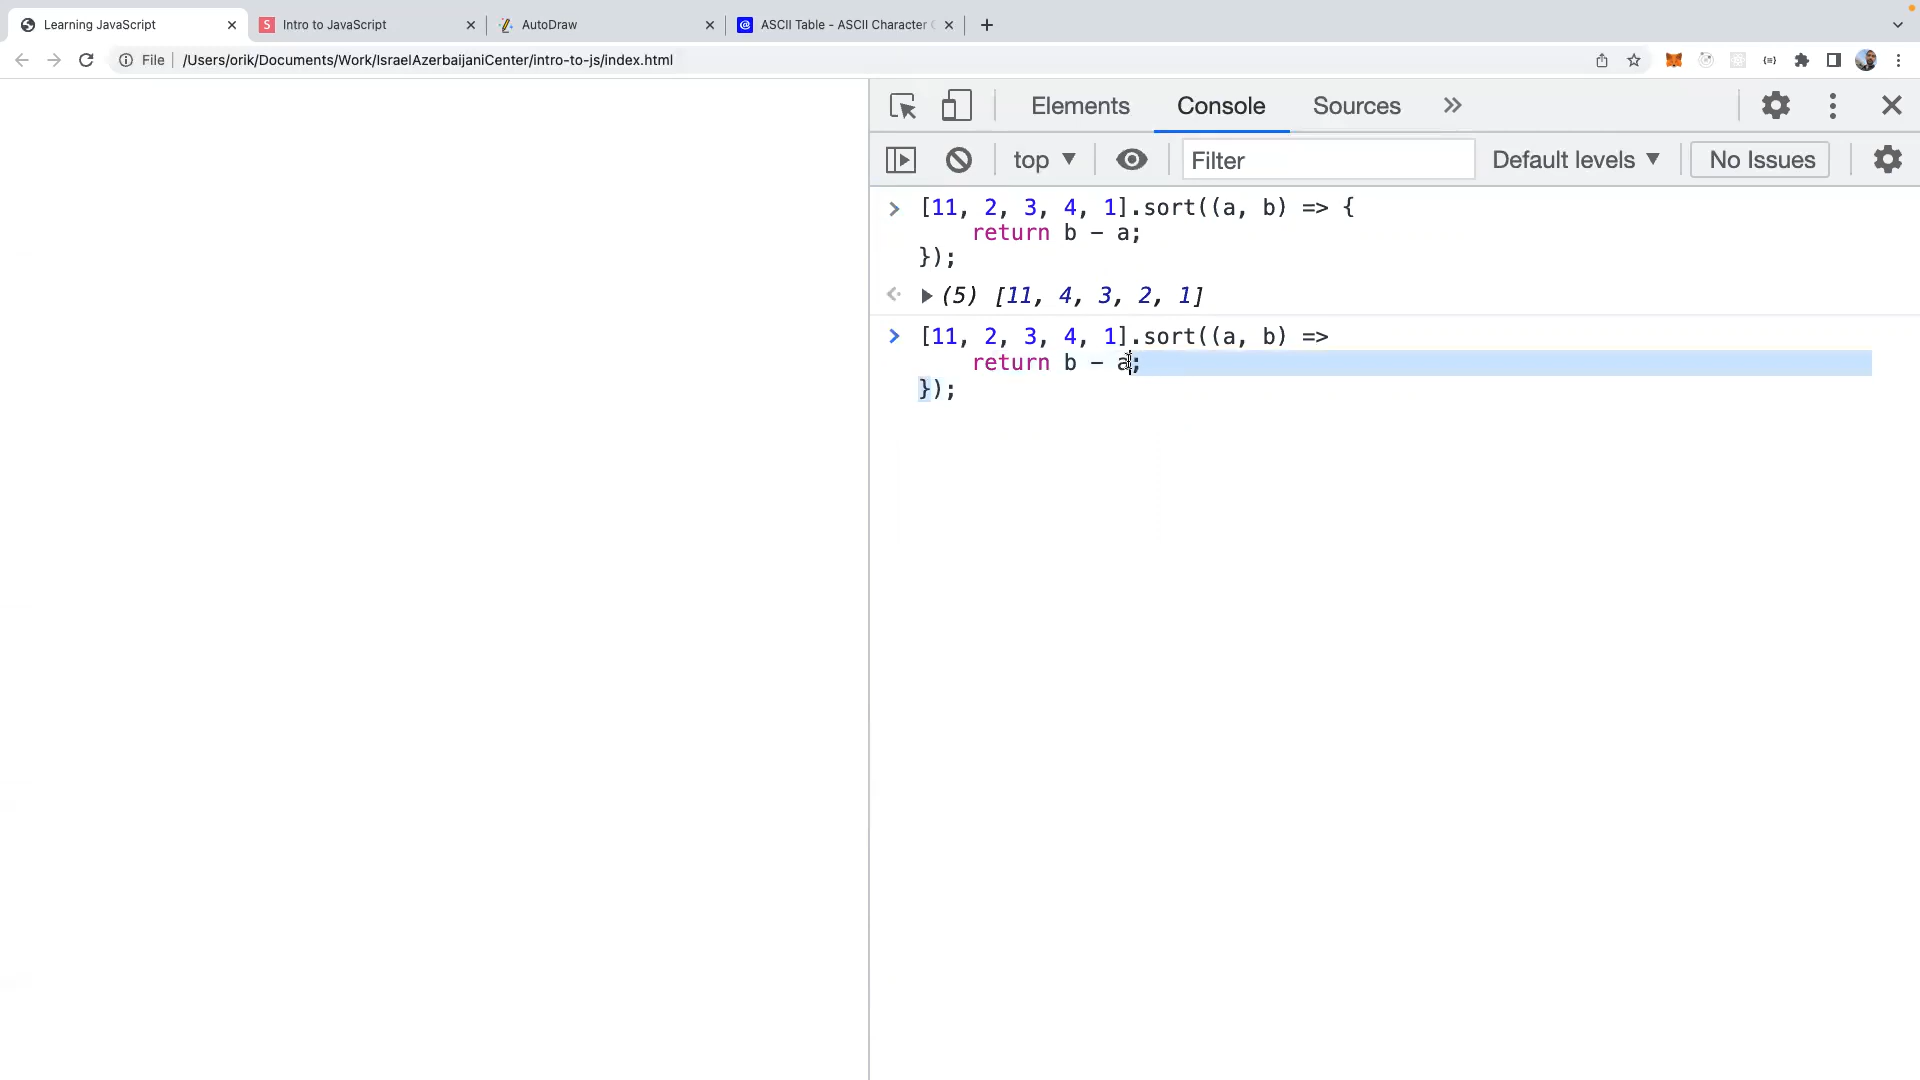 Learning JavaScript
S Intro to JavaScript
AutoDraw
@ ASCII Table - ASCII Character
File /Users/orik/Documents/Work/IsraelAzerbaijaniCenter/intro-to-js/index.html
Elements Console Sources
top Filter Default levels No Issues
[11, 2, 3, 4, 1].sort((a, b) => {
return b - a;
});
(5) [11, 4, 3, 2, 1]
[11, 2, 3, 4, 1].sort((a, b) =>
return b - a;
});